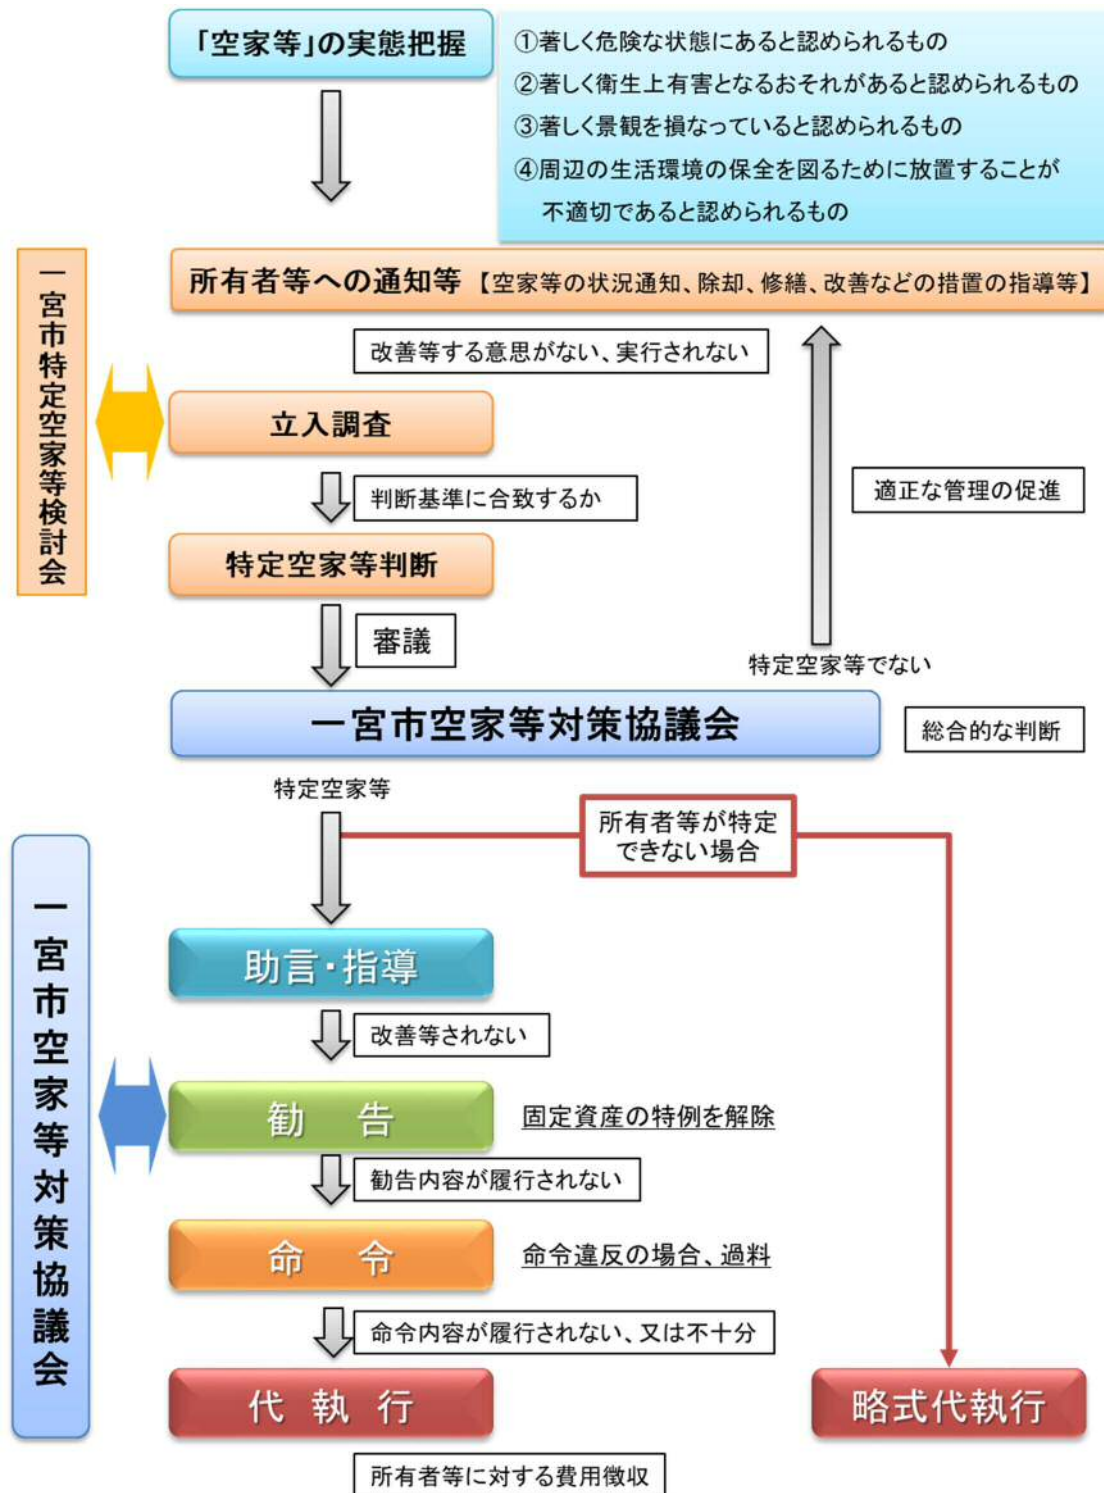 「空家等」の実態把握
①著しく危険な状態にあると認められるもの
②著しく衛生上有害となるおそれがあると認められるもの
③著しく景観を損なっていると認められるもの
④周辺の生活環境の保全を図るために放置することが
不適切であると認められるもの
一宮市特定空家等検討会
所有者等への通知等【空家等の状況通知、除却、修繕、改善などの措置の指導等】
改善等する意思がない、実行されない
立入調査
判断基準に合致するか
適正な管理の促進
特定空家等判断
審議
特定空家等でない
一宮市空家等対策協議会
総合的な判断
特定空家等
所有者等が特定
できない場合
一宮市空家等対策協議会
助言・指導
改善等されない
勧 告
固定資産の特例を解除
勧告内容が履行されない
命 令
命令違反の場合、過料
命令内容が履行されない、又は不十分
代 執 行
略式代執行
所有者等に対する費用徴収